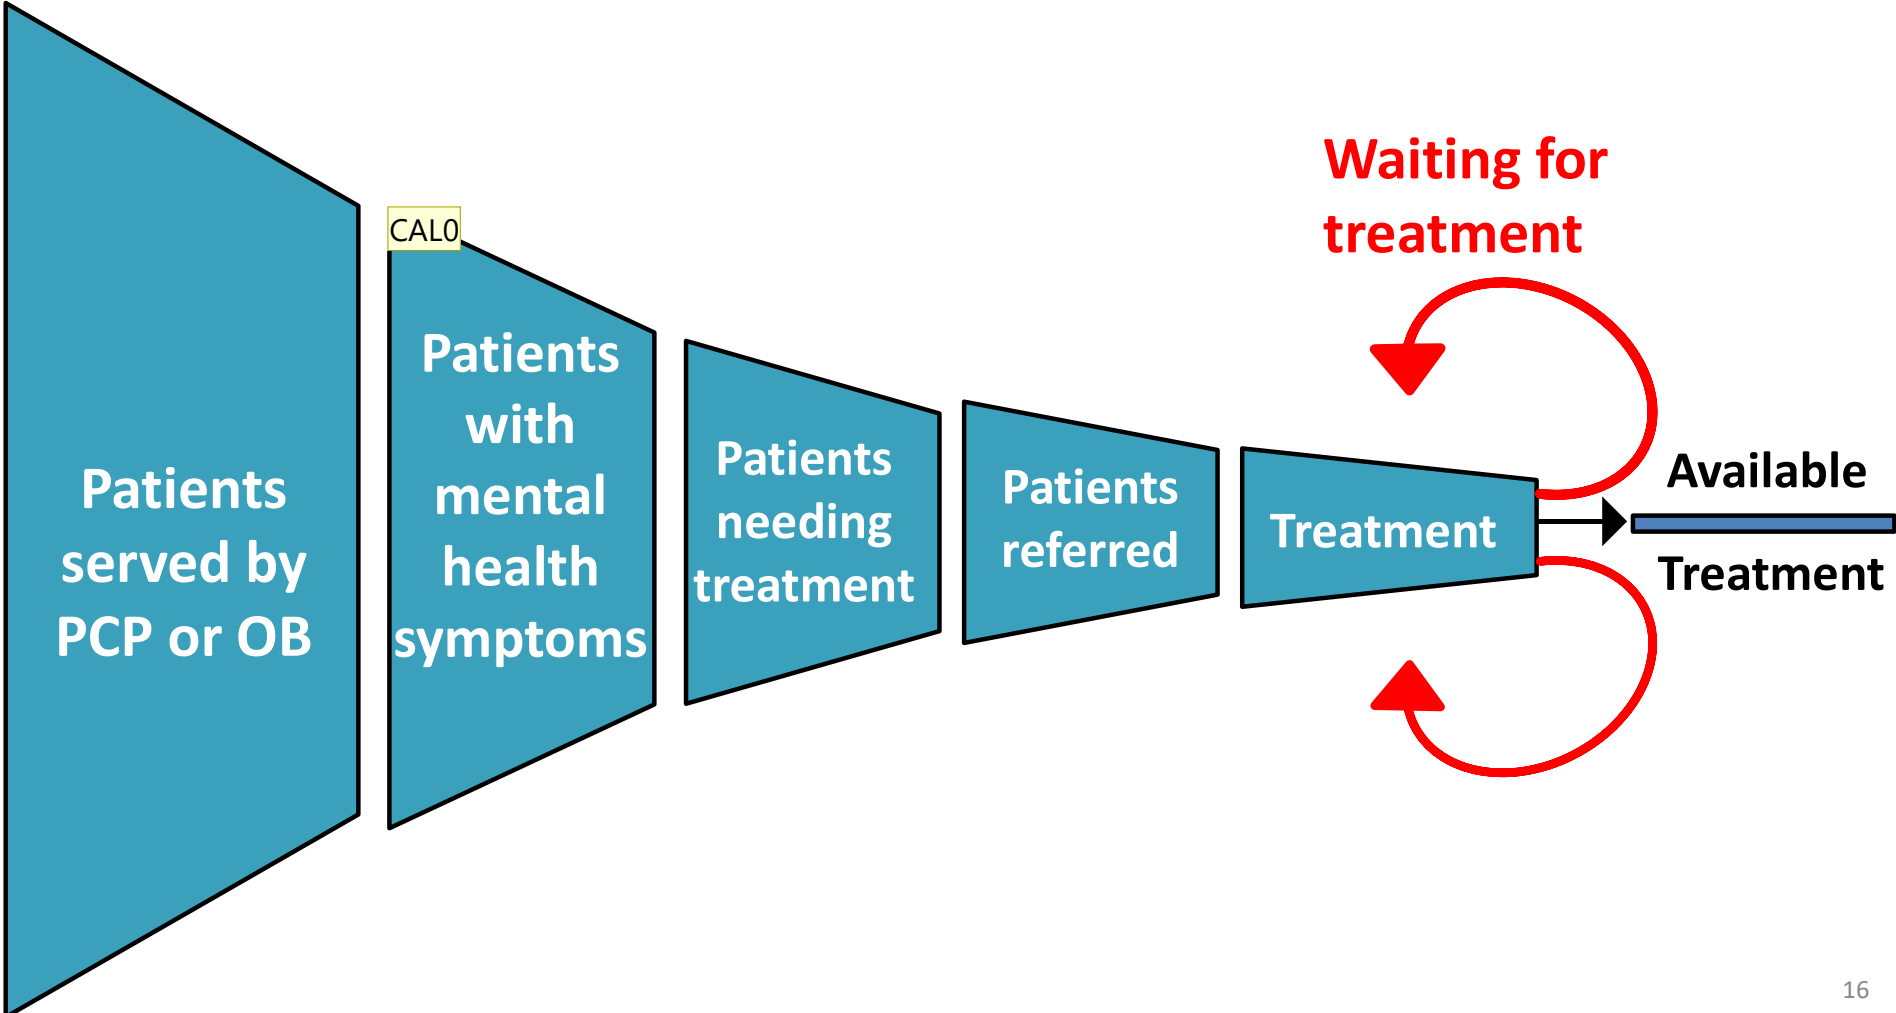 Patients
served by
PCP or OB
CAL0
Patients
with
mental
health
symptoms
Patients
needing
treatment
Patients
referred
Treatment
Waiting for
treatment
Available
Treatment
16